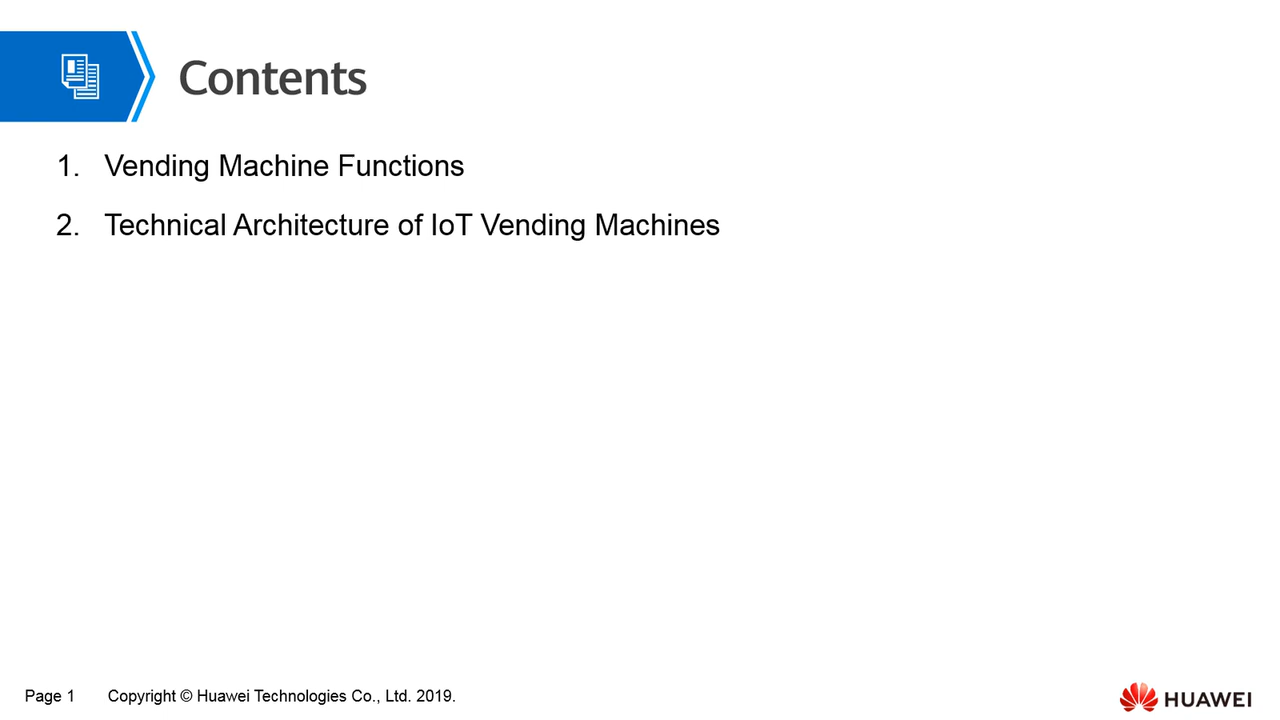 Contents
1. Vending Machine Functions
2. Technical Architecture of IoT Vending Machines
Page 1 Copyright © Huawei Technologies Co., Ltd. 2019.
HUAWEI